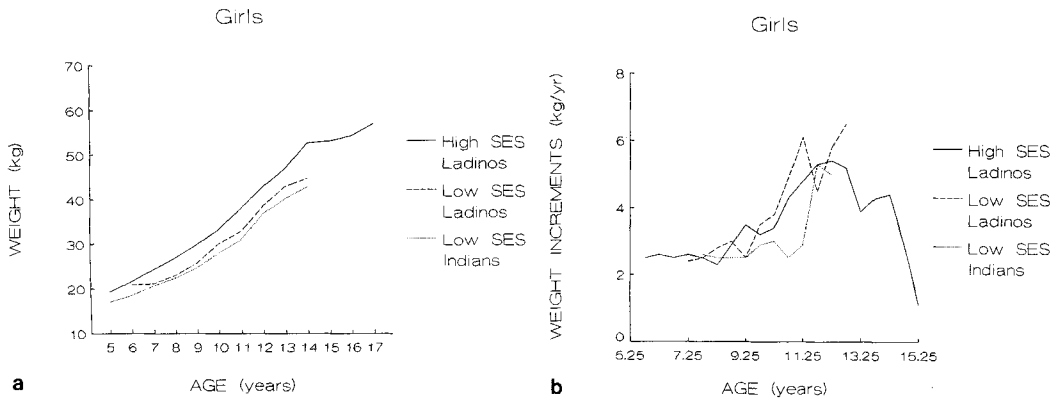 Girls
WEIGHT (kg)
70
60
50
40
30
20
10
5 6 7 8 9 10 11 12 13 14 15 16 17
AGE (years)
High SES
Ladinos
Low SES
Ladinos
Low SES
Indians
a
Girls
WEIGHT INCREMENTS (kg/yr)
8
6
4
2
0
5.25 7.25 9.25 11.25 13.25 15.25
AGE (years)
High SES
Ladinos
Low SES
Ladinos
Low SES
Indians
b